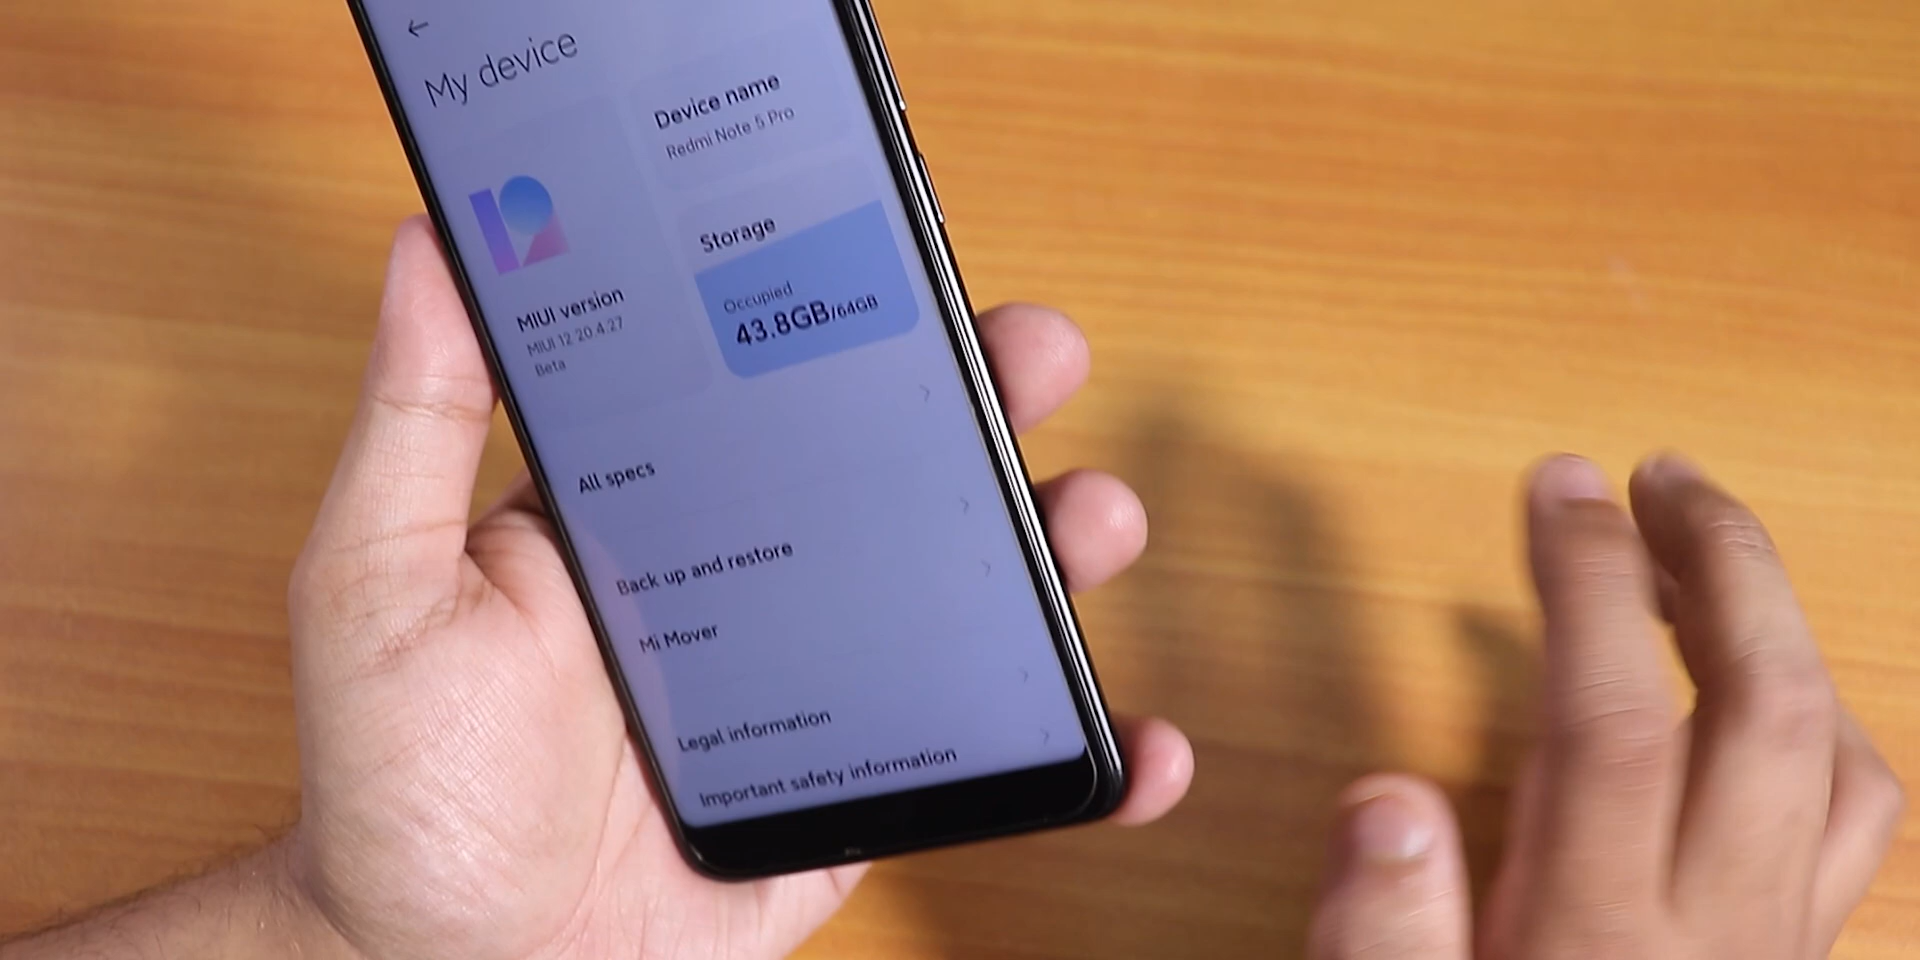 My device
Device name
Redmi Note 5 Pro
MIUI version
MIUI 12 20.4.27
Beta
Storage
Occupied
43.8GB/64GB
All specs
Back up and restore
Mi Mover
Legal information
Important safety information